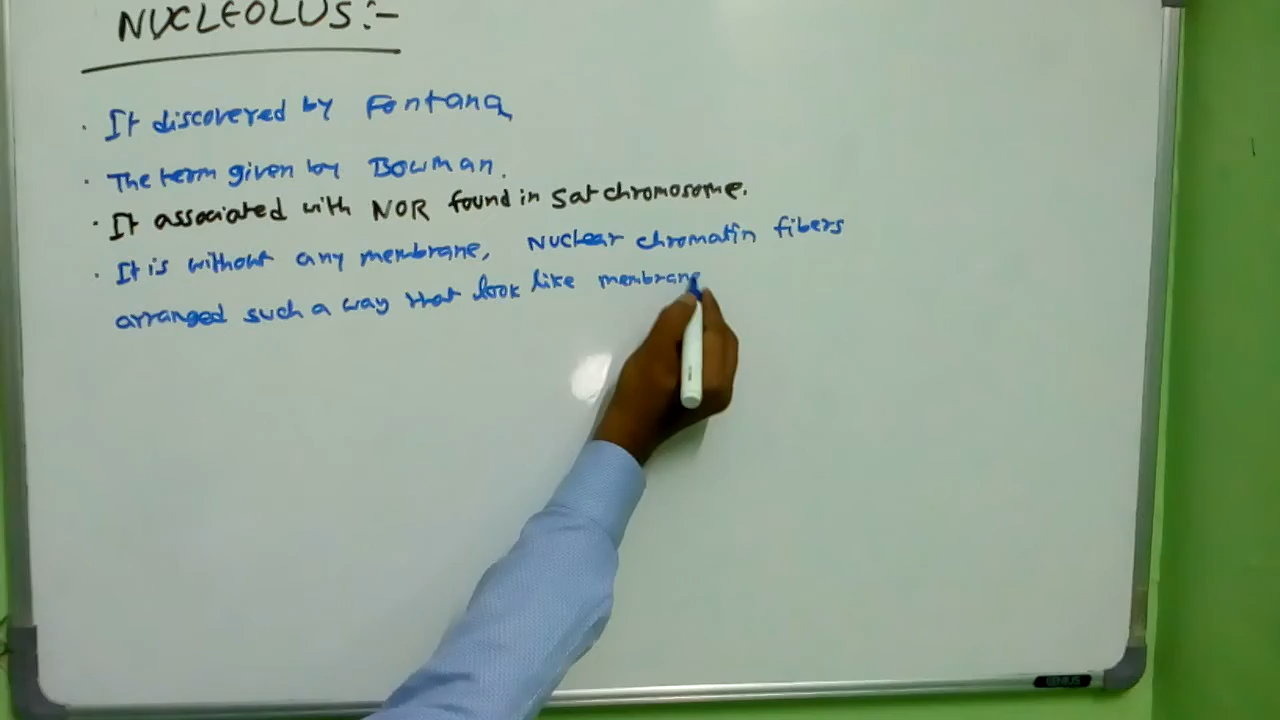 NUCLEOLUS:-
· It discovered by Fontana
· The term given by Bowman.
· It associated with NOR found in Sat chromosome.
· It is without any membrane, Nuclear chromatin fibers
arranged such a way that look like membrane
GENIUS